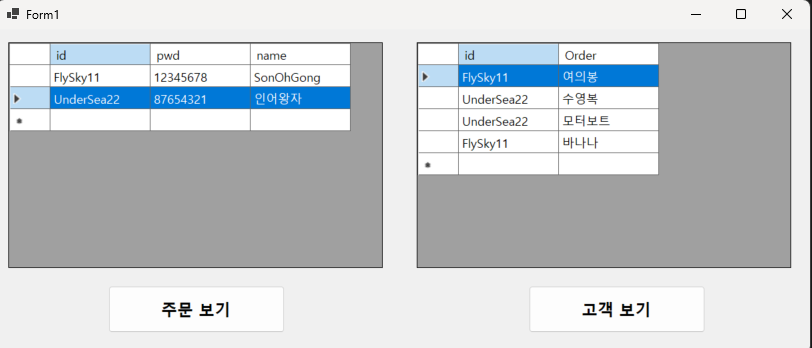 Form1
id pwd name
FlySky11 12345678 SonOhGong
UnderSea22 87654321 인어왕자
id Order
FlySky11 여의봉
UnderSea22 수영복
UnderSea22 모터보트
FlySky11 바나나
주문 보기
고객 보기